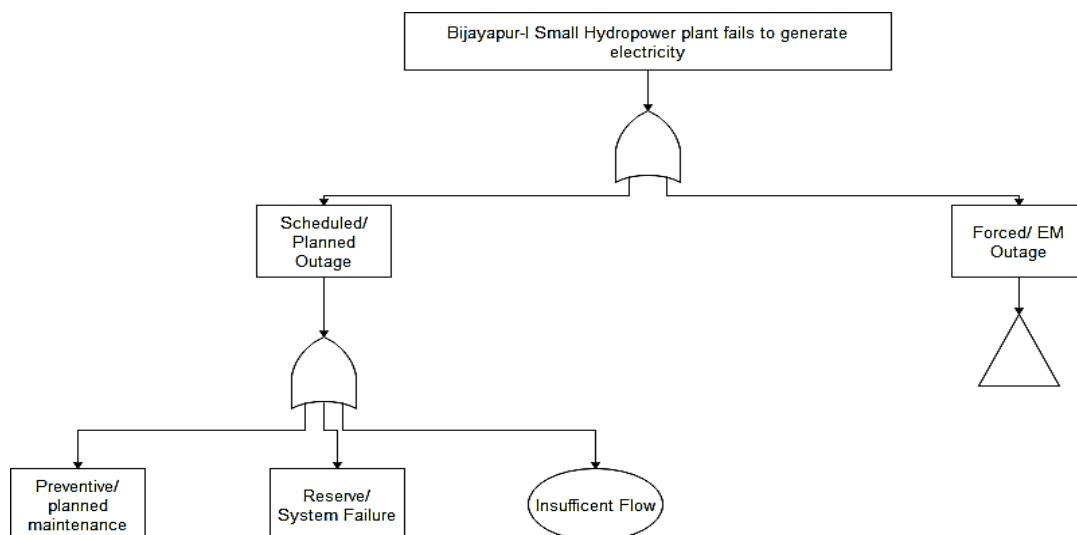 Bijayapur-I Small Hydropower plant fails to generate
electricity
Scheduled/
Planned
Outage
Forced/ EM
Outage
Preventive/
planned
maintenance
Reserve/
System Failure
Insufficent Flow